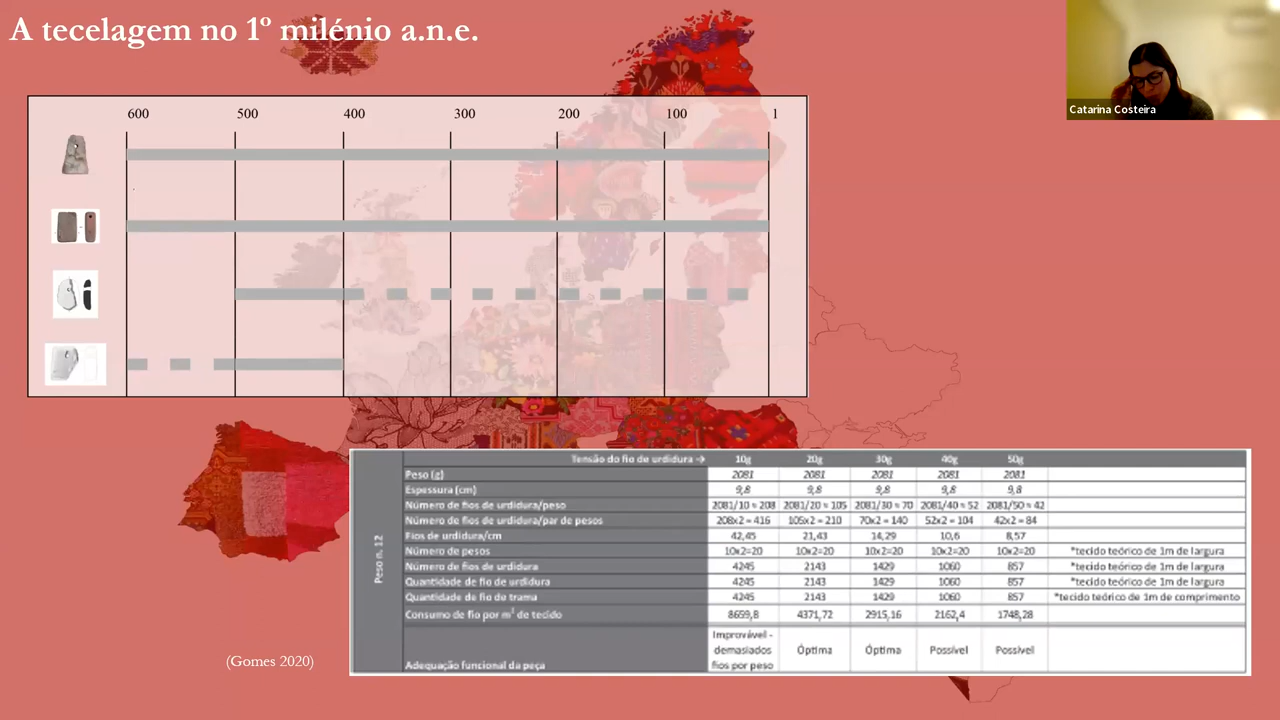 A tecelagem no 1º milénio a.n.e.
Catarina Costeira
600 500 400 300 200 100 1
Peso n. 12
Tensão do fio de urdidura → 10g 20g 30g 40g 50g
Peso (g) 2081 2081 2081 2081 2081
Espessura (cm) 9,8 9,8 9,8 9,8 9,8
Número de fios de urdidura/peso 2081/10 ≈ 208 2081/20 ≈ 105 2081/30 ≈ 70 2081/40 ≈ 52 2081/50 ≈ 42
Número de fios de urdidura/par de pesos 208x2 = 416 105x2 = 210 70x2 = 140 52x2 = 104 42x2 = 84
Fios de urdidura/cm 42,45 21,43 14,29 10,6 8,57
Número de pesos 10x2=20 10x2=20 10x2=20 10x2=20 10x2=20 *tecido teórico de 1m de largura
Número de fios de urdidura 4245 2143 1429 1060 857 *tecido teórico de 1m de largura
Quantidade de fio de urdidura 4245 2143 1429 1060 857 *tecido teórico de 1m de largura
Quantidade de fio de trama 4245 2143 1429 1060 857 *tecido teórico de 1m de comprimento
Consumo de fio por m² de tecido 8659,8 4371,72 2915,16 2162,4 1748,28
Adequação funcional da peça Improvável - demasiados fios por peso Óptima Óptima Possível Possível
(Gomes 2020)